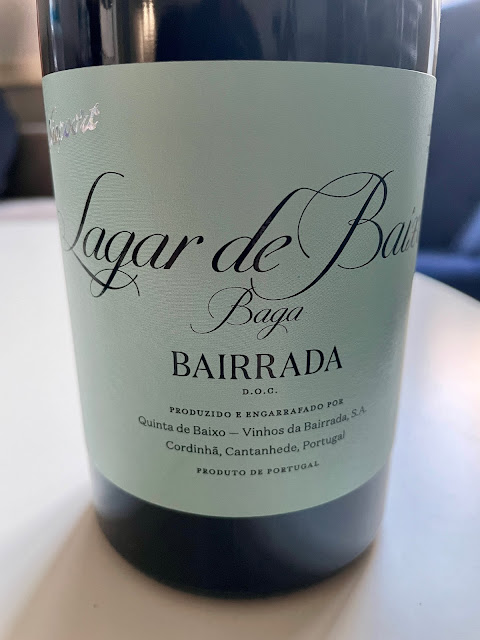 Lagar de Baixo
Baga
BAIRRADA
D.O.C.
PRODUZIDO E ENGARRAFADO POR
Quinta de Baixo – Vinhos da Bairrada, S.A.
Cordinhã, Cantanhede, Portugal
PRODUTO DE PORTUGAL